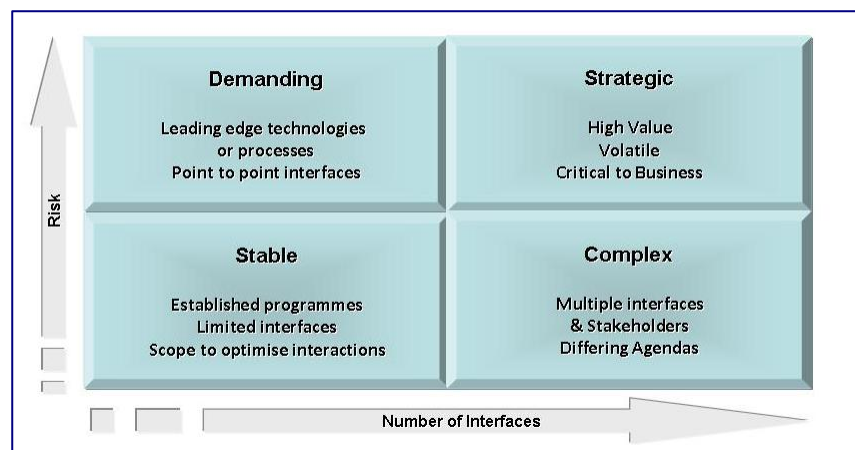 Demanding
Leading edge technologies
or processes
Point to point interfaces
Strategic
High Value
Volatile
Critical to Business
Risk
Stable
Established programmes
Limited interfaces
Scope to optimise interactions
Complex
Multiple interfaces
& Stakeholders
Differing Agendas
Number of Interfaces